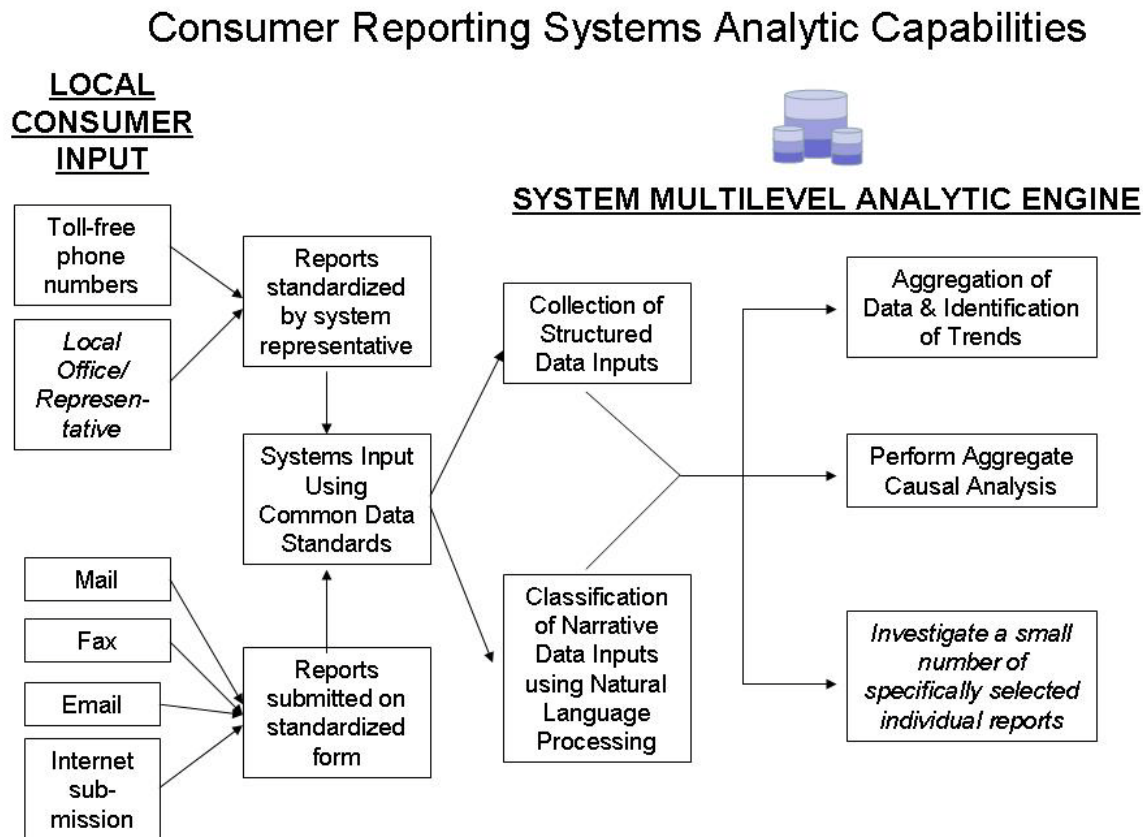 Consumer Reporting Systems Analytic Capabilities
LOCAL
CONSUMER
INPUT
SYSTEM MULTILEVEL ANALYTIC ENGINE
Toll-free
phone
numbers
Local
Office/
Represen-
tative
Mail
Fax
Email
Internet
sub-
mission
Reports
standardized
by system
representative
Systems Input
Using
Common Data
Standards
Reports
submitted on
standardized
form
Collection of
Structured
Data Inputs
Classification
of Narrative
Data Inputs
using Natural
Language
Processing
Aggregation of
Data & Identification
of Trends
Perform Aggregate
Causal Analysis
Investigate a small
number of
specifically selected
individual reports